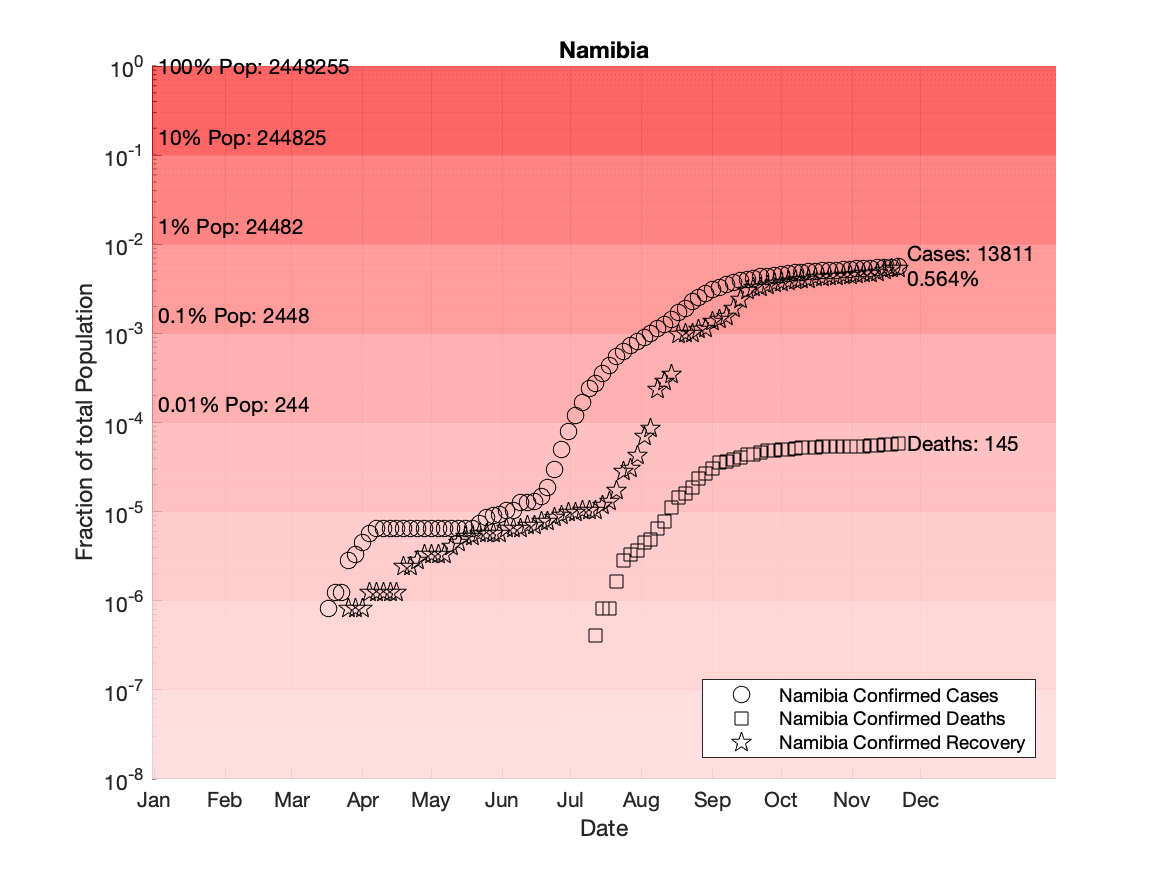 Namibia
10^0
100% Pop: 2448255
10% Pop: 244825
10^-1
1% Pop: 24482
10^-2
Cases: 13811
0.564%
0.1% Pop: 2448
10^-3
0.01% Pop: 244
10^-4
Deaths: 145
10^-5
10^-6
10^-7
10^-8
Fraction of total Population
Namibia Confirmed Cases
Namibia Confirmed Deaths
Namibia Confirmed Recovery
Jan Feb Mar Apr May Jun Jul Aug Sep Oct Nov Dec
Date